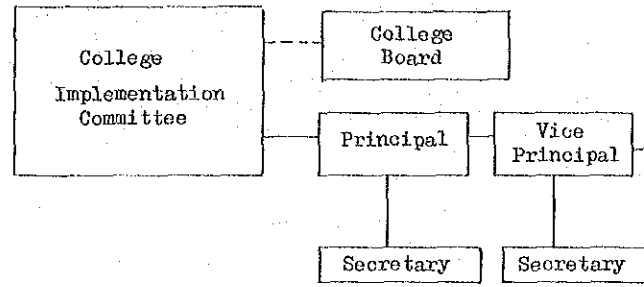 College
Implementation
Committee
College
Board
Principal
Vice
Principal
Secretary
Secretary